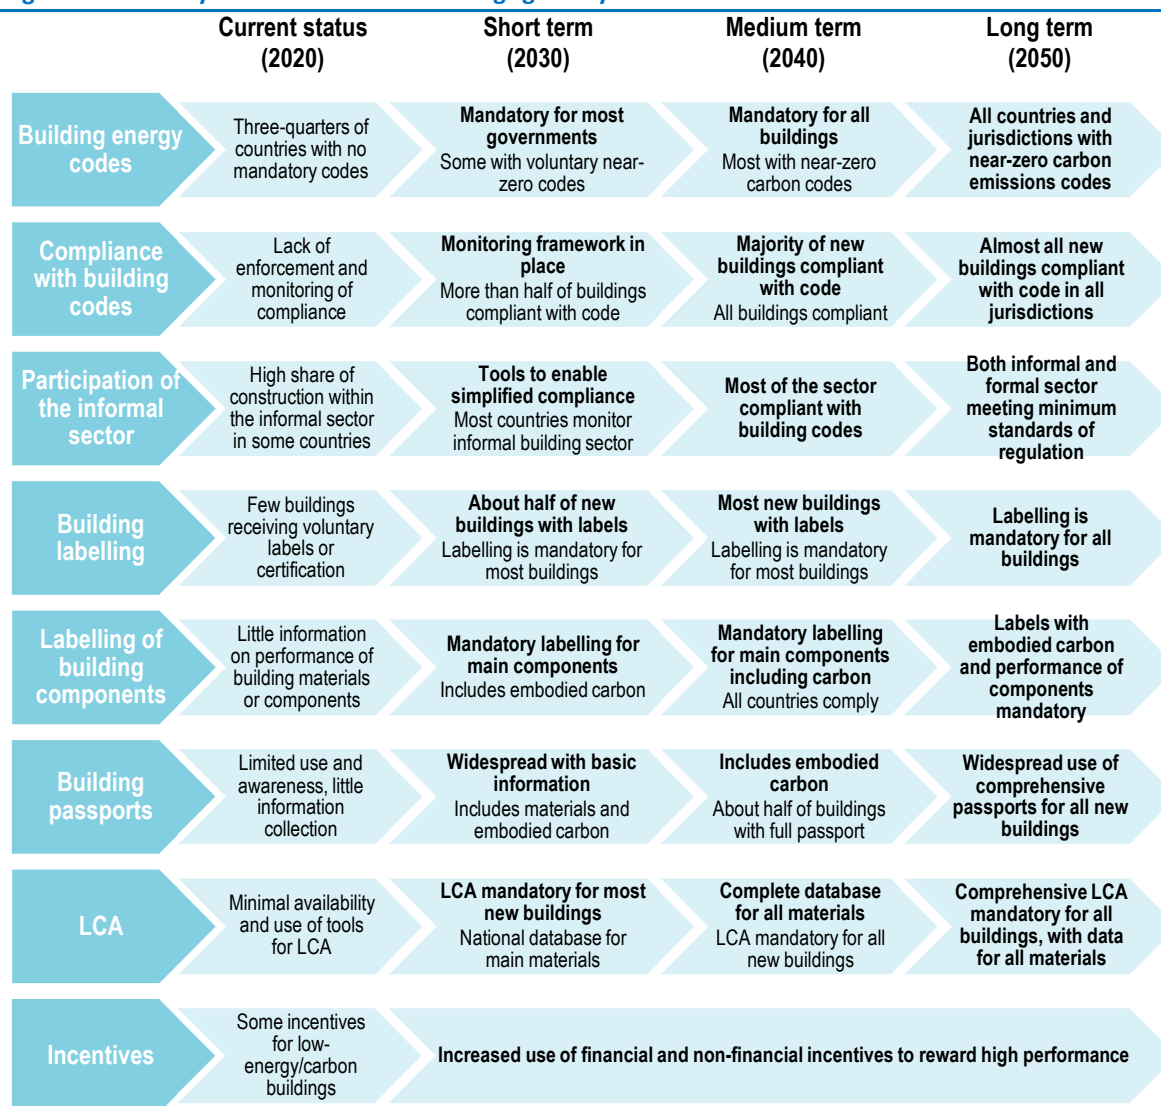 Current status
(2020)
Short term
(2030)
Medium term
(2040)
Long term
(2050)
Building energy
codes
Three-quarters of
countries with no
mandatory codes
Mandatory for most
governments
Some with voluntary near-
zero codes
Mandatory for all
buildings
Most with near-zero
carbon codes
All countries and
jurisdictions with
near-zero carbon
emissions codes
Compliance
with building
codes
Lack of
enforcement and
monitoring of
compliance
Monitoring framework in
place
More than half of buildings
compliant with code
Majority of new
buildings compliant
with code
All buildings compliant
Almost all new
buildings compliant
with code in all
jurisdictions
Participation of
the informal
sector
High share of
construction within
the informal sector
in some countries
Tools to enable
simplified compliance
Most countries monitor
informal building sector
Most of the sector
compliant with
building codes
Both informal and
formal sector
meeting minimum
standards of
regulation
Building
labelling
Few buildings
receiving voluntary
labels or
certification
About half of new
buildings with labels
Labelling is mandatory for
most buildings
Most new buildings
with labels
Labelling is mandatory
for most buildings
Labelling is
mandatory for all
buildings
Labelling of
building
components
Little information
on performance of
building materials
or components
Mandatory labelling for
main components
Includes embodied carbon
Mandatory labelling
for main components
including carbon
All countries comply
Labels with
embodied carbon
and performance of
components
mandatory
Building
passports
Limited use and
awareness, little
information
collection
Widespread with basic
information
Includes materials and
embodied carbon
Includes embodied
carbon
About half of buildings
with full passport
Widespread use of
comprehensive
passports for all new
buildings
LCA
Minimal availability
and use of tools
for LCA
LCA mandatory for most
new buildings
National database for
main materials
Complete database
for all materials
LCA mandatory for all
new buildings
Comprehensive LCA
mandatory for all
buildings, with data
for all materials
Incentives
Some incentives
for low-
energy/carbon
buildings
Increased use of financial and non-financial incentives to reward high performance